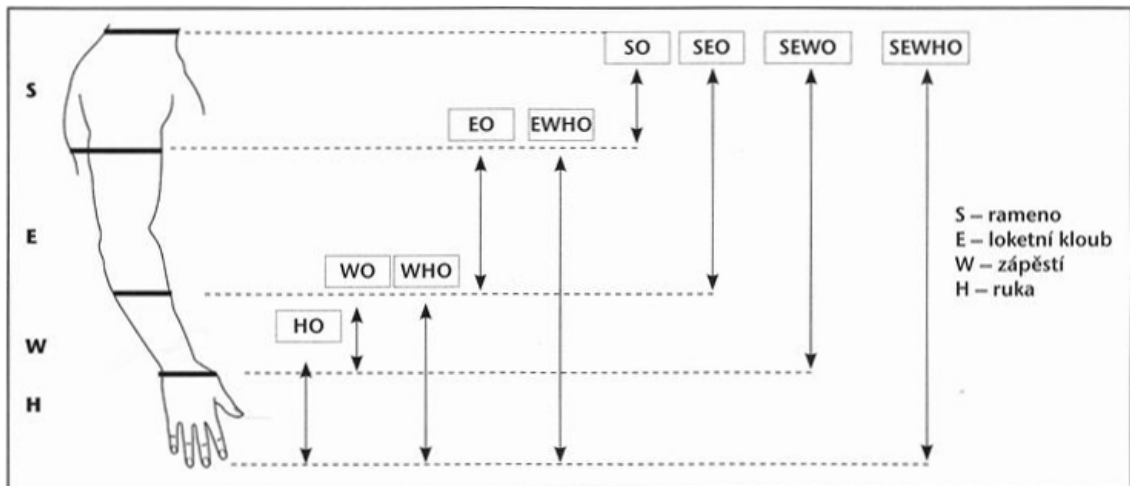 SO SEO SEWO SEWHO
S
EO EWHO
S – rameno
E – loketní kloub
W – zápěstí
H – ruka
E
WO WHO
HO
W
H